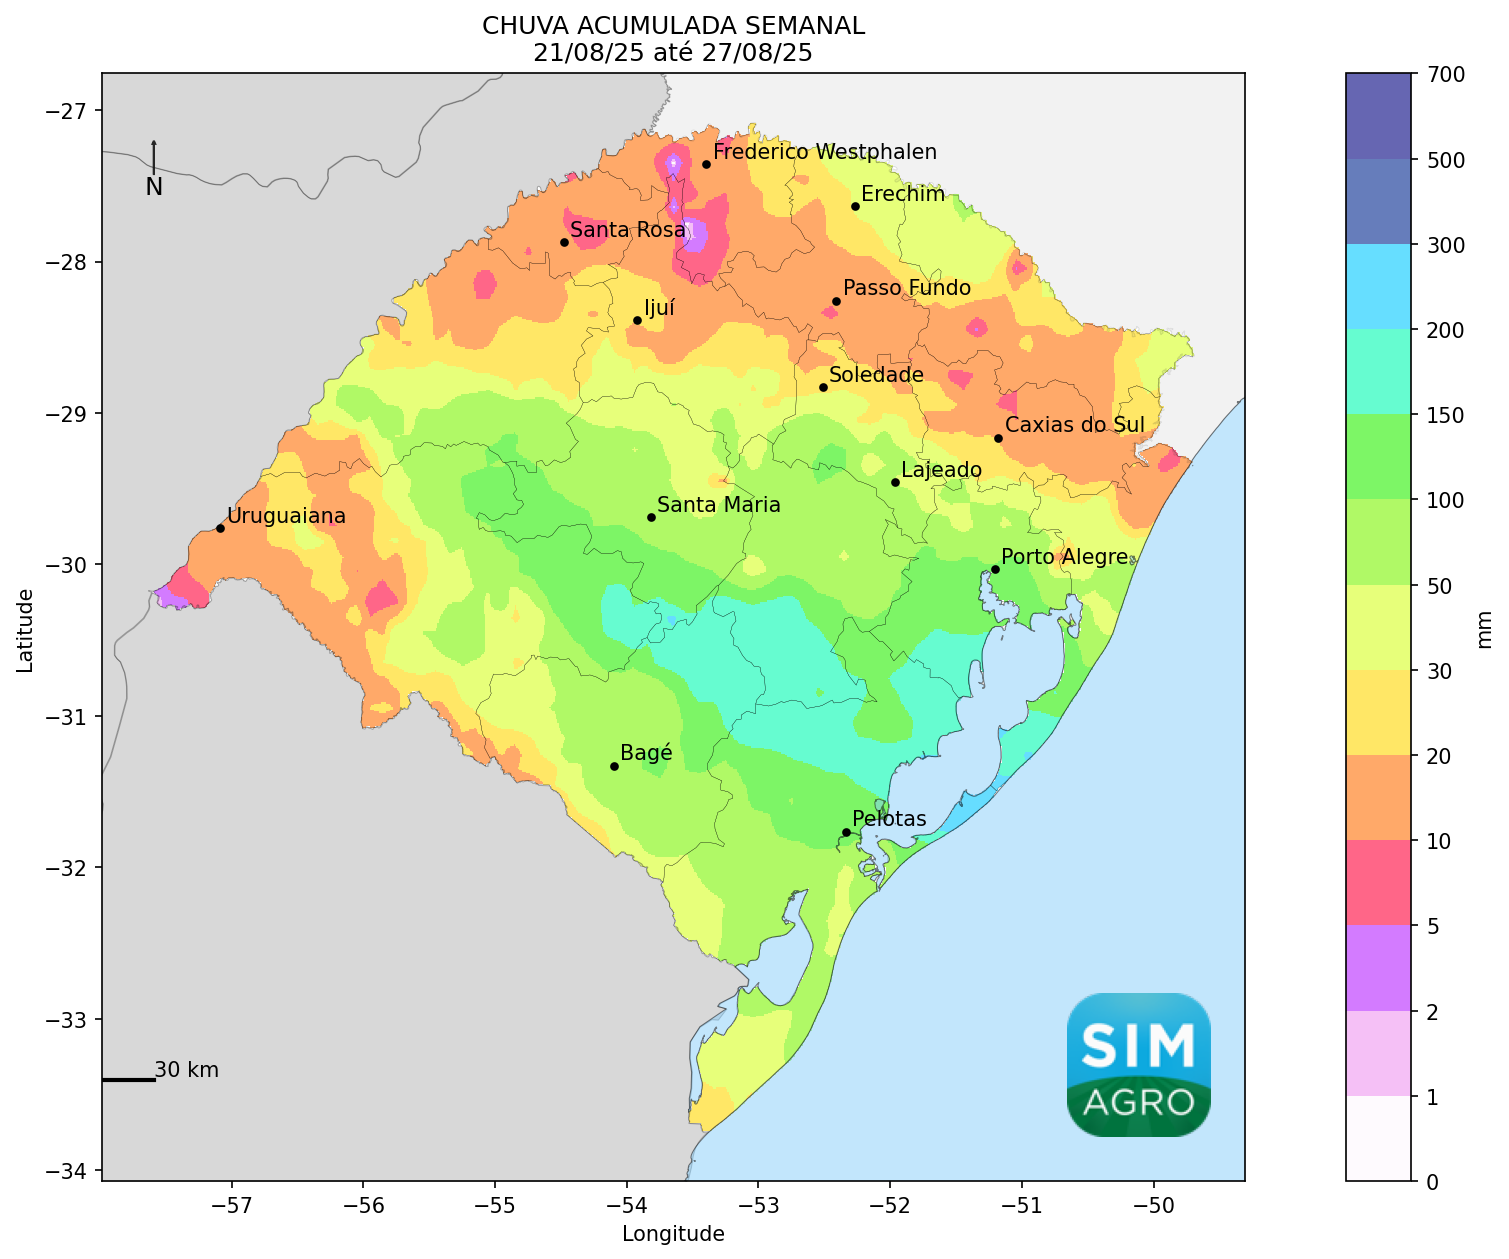 CHUVA ACUMULADA SEMANAL
21/08/25 até 27/08/25
−27
−28
−29
−30
−31
−32
−33
−34
Latitude
N
Frederico Westphalen
Erechim
Santa Rosa
Passo Fundo
Ijuí
Soledade
Caxias do Sul
Lajeado
Santa Maria
Uruguaiana
Porto Alegre
Bagé
Pelotas
30 km
SIM
AGRO
−57
−56
−55
−54
−53
−52
−51
−50
Longitude
700
500
300
200
150
100
50
30
20
10
5
2
1
0
mm